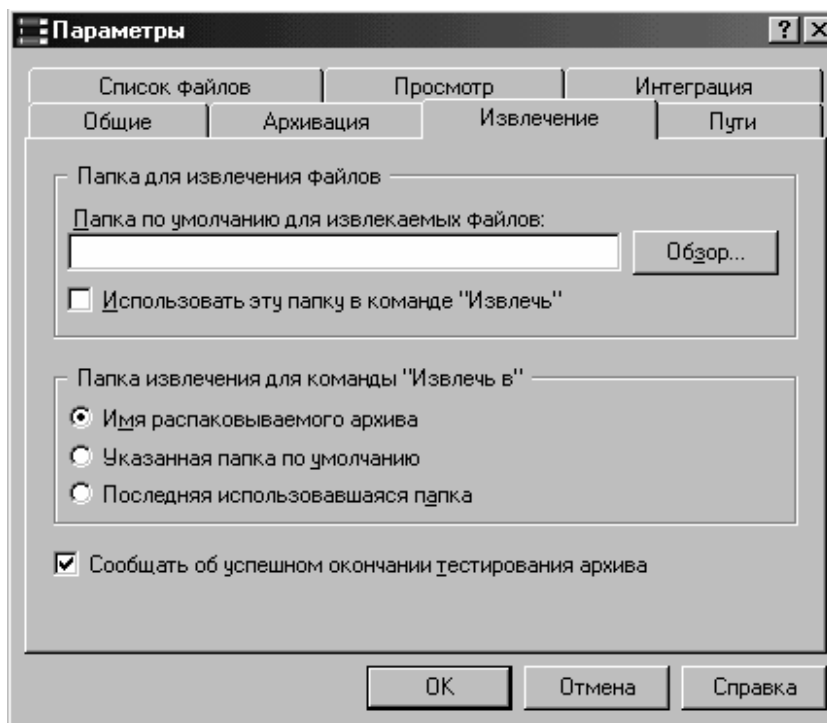 Параметры
Список файлов Просмотр Интеграция
Общие Архивация Извлечение Пути
Папка для извлечения файлов
Папка по умолчанию для извлекаемых файлов:
Обзор...
Использовать эту папку в команде "Извлечь"
Папка извлечения для команды "Извлечь в"
Имя распаковываемого архива
Указанная папка по умолчанию
Последняя использовавшаяся папка
Сообщать об успешном окончании тестирования архива
OK Отмена Справка